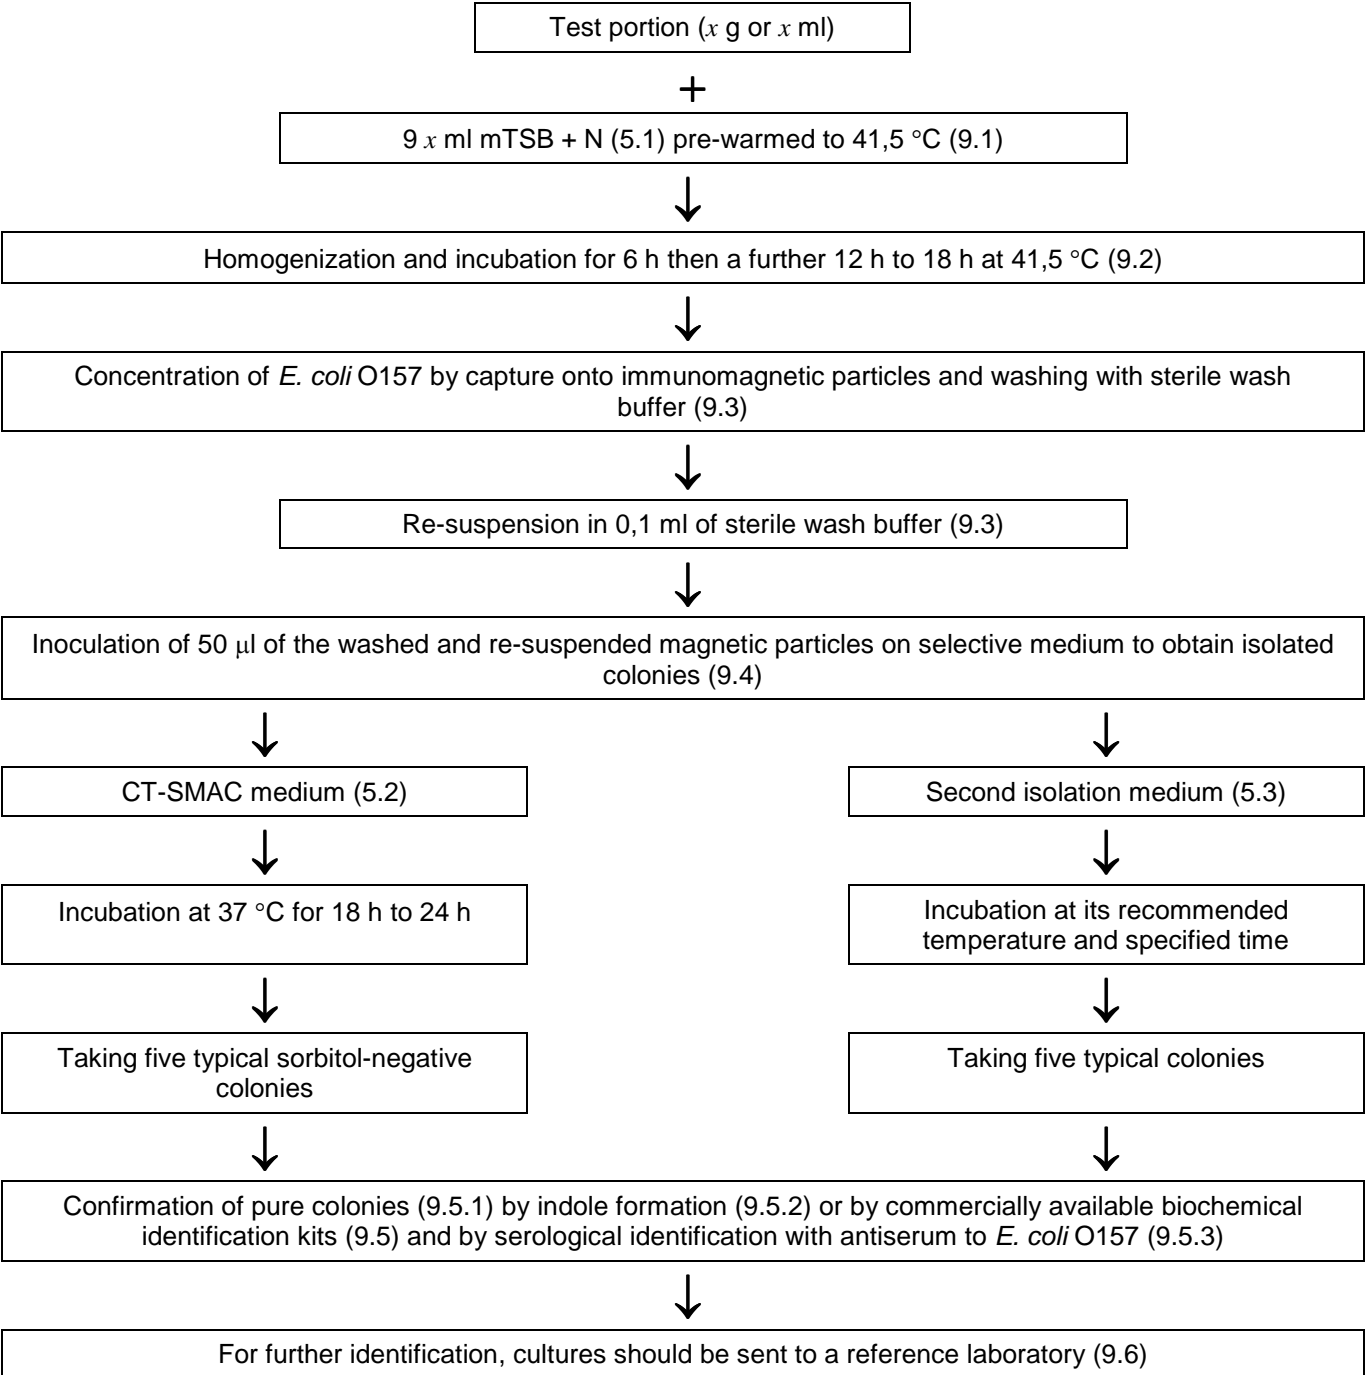 Test portion (x g or x ml)
+
9 x ml mTSB + N (5.1) pre-warmed to 41,5 °C (9.1)
Homogenization and incubation for 6 h then a further 12 h to 18 h at 41,5 °C (9.2)
Concentration of E. coli O157 by capture onto immunomagnetic particles and washing with sterile wash
buffer (9.3)
Re-suspension in 0,1 ml of sterile wash buffer (9.3)
Inoculation of 50 μl of the washed and re-suspended magnetic particles on selective medium to obtain isolated
colonies (9.4)
CT-SMAC medium (5.2)
Second isolation medium (5.3)
Incubation at 37 °C for 18 h to 24 h
Incubation at its recommended
temperature and specified time
Taking five typical sorbitol-negative
colonies
Taking five typical colonies
Confirmation of pure colonies (9.5.1) by indole formation (9.5.2) or by commercially available biochemical
identification kits (9.5) and by serological identification with antiserum to E. coli O157 (9.5.3)
For further identification, cultures should be sent to a reference laboratory (9.6)